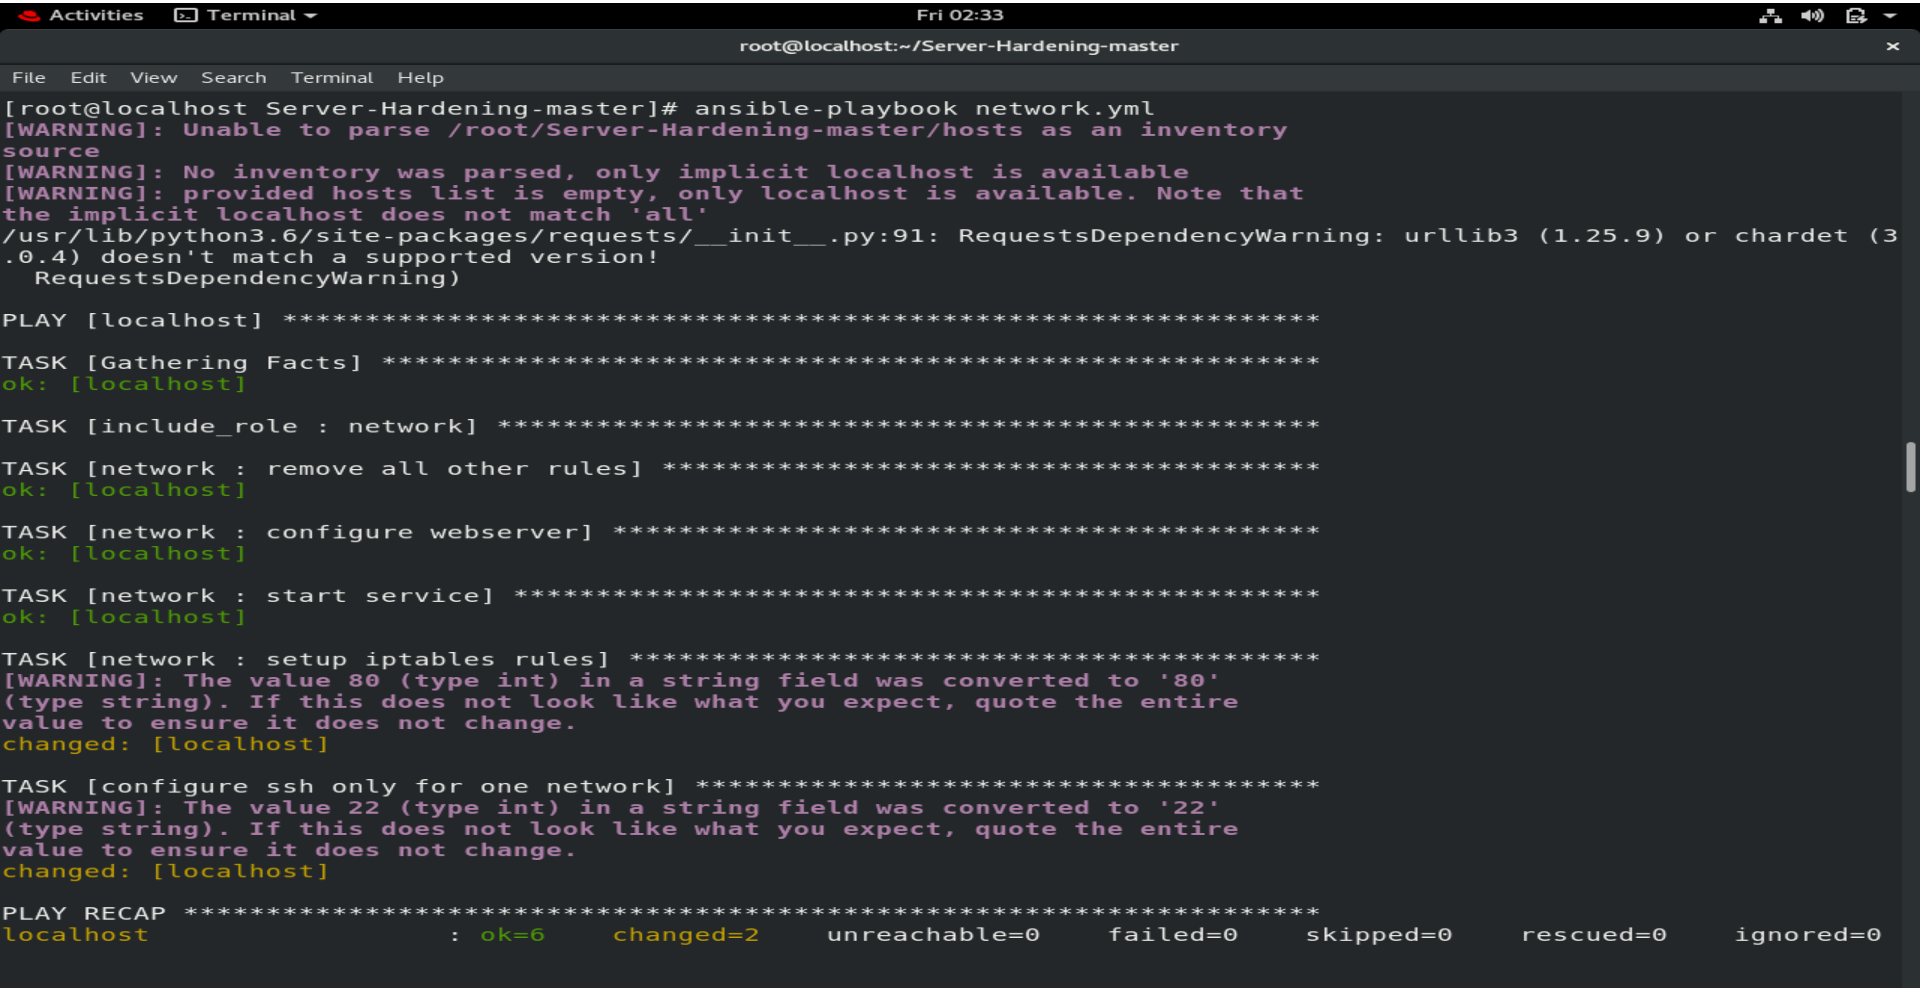 Activities Terminal Fri 02:33
root@localhost:~/Server-Hardening-master ×
File Edit View Search Terminal Help
[root@localhost Server-Hardening-master]# ansible-playbook network.yml
[WARNING]: Unable to parse /root/Server-Hardening-master/hosts as an inventory
source
[WARNING]: No inventory was parsed, only implicit localhost is available
[WARNING]: provided hosts list is empty, only localhost is available. Note that
the implicit localhost does not match 'all'
/usr/lib/python3.6/site-packages/requests/__init__.py:91: RequestsDependencyWarning: urllib3 (1.25.9) or chardet (3
.0.4) doesn't match a supported version!
  RequestsDependencyWarning)
PLAY [localhost] ***************************************************************
TASK [Gathering Facts] *********************************************************
ok: [localhost]
TASK [include_role : network] **************************************************
TASK [network : remove all other rules] ****************************************
ok: [localhost]
TASK [network : configure webserver] *******************************************
ok: [localhost]
TASK [network : start service] *************************************************
ok: [localhost]
TASK [network : setup iptables rules] ******************************************
[WARNING]: The value 80 (type int) in a string field was converted to '80'
(type string). If this does not look like what you expect, quote the entire
value to ensure it does not change.
changed: [localhost]
TASK [configure ssh only for one network] **************************************
[WARNING]: The value 22 (type int) in a string field was converted to '22'
(type string). If this does not look like what you expect, quote the entire
value to ensure it does not change.
changed: [localhost]
PLAY RECAP *********************************************************************
localhost : ok=6 changed=2 unreachable=0 failed=0 skipped=0 rescued=0 ignored=0